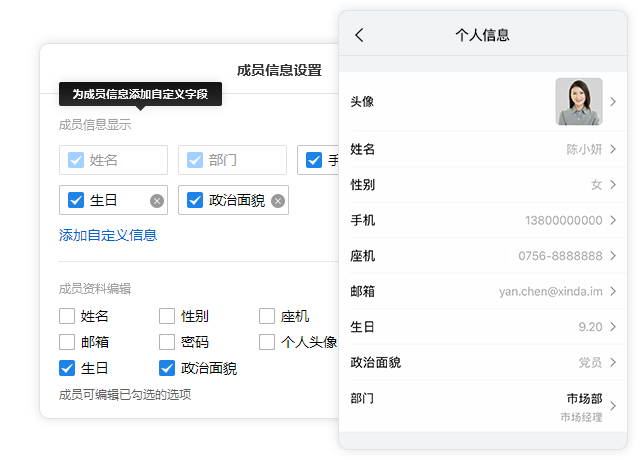 成员信息设置
为成员信息添加自定义字段
成员信息显示
姓名 部门
生日 政治面貌
添加自定义信息
成员资料编辑
姓名 性别 座机
邮箱 密码 个人头像
生日 政治面貌
成员可编辑已勾选的选项
个人信息
头像
姓名 陈小妍
性别 女
手机 13800000000
座机 0756-8888888
邮箱 yan.chen@xinda.im
生日 9.20
政治面貌 党员
部门 市场部
市场经理